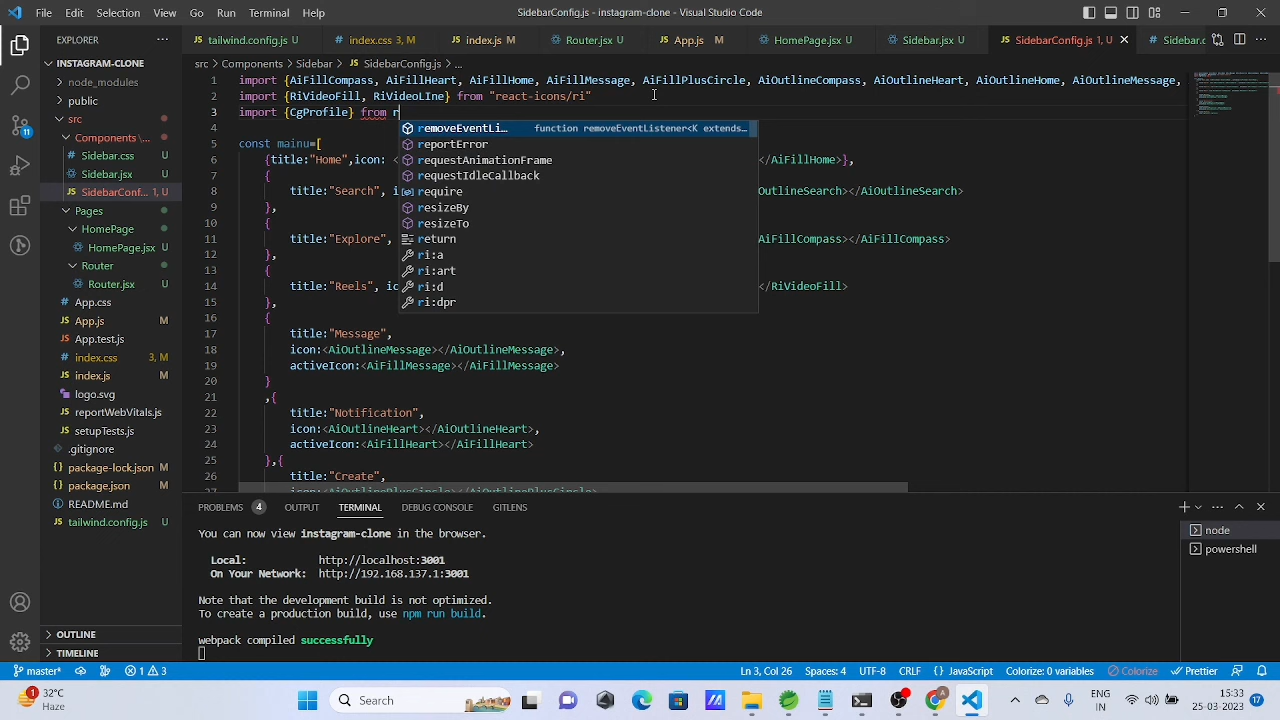 File Edit Selection View Go Run Terminal Help SidebarConfig.js - instagram-clone - Visual Studio Code
EXPLORER
tailwind.config.js U index.css 3, M index.js M Router.jsx U App.js M HomePage.jsx U Sidebar.jsx U SidebarConfig.js 1, U Sidebar.c
INSTAGRAM-CLONE
src > Components > Sidebar > SidebarConfig.js > ...
node_modules
public
src
Components \...
Sidebar.css U
Sidebar.jsx U
SidebarConf... 1, U
Pages
HomePage
HomePage.jsx U
Router
Router.jsx U
App.css
App.js M
App.test.js
index.css 3, M
index.js M
logo.svg
reportWebVitals.js
setupTests.js
.gitignore
package-lock.json M
package.json M
README.md
tailwind.config.js U
OUTLINE
TIMELINE
1 import {AiFillCompass, AiFillHeart, AiFillHome, AiFillMessage, AiFillPlusCircle, AiOutlineCompass, AiOutlineHeart, AiOutlineHome, AiOutlineMessage,
2 import {RiVideoFill, RiVideoLIne} from "react-icons/ri"
3 import {CgProfile} from r
4
5 const mainu=[
6 {title:"Home",icon: < </AiFillHome>},
7 {
8 title:"Search", i OutlineSearch></AiOutlineSearch>
9 },
10 {
11 title:"Explore", AiFillCompass></AiFillCompass>
12 },
13 {
14 title:"Reels", ic </RiVideoFill>
15 },
16 {
17 title:"Message",
18 icon:<AiOutlineMessage></AiOutlineMessage>,
19 activeIcon:<AiFillMessage></AiFillMessage>
20 }
21 ,{
22 title:"Notification",
23 icon:<AiOutlineHeart></AiOutlineHeart>,
24 activeIcon:<AiFillHeart></AiFillHeart>
25 },{
26 title:"Create",
27 icon:<AiOutlinePlusCircle></AiOutlinePlusCircle>
removeEventLi... function removeEventListener<K extends...
reportError
requestAnimationFrame
requestIdleCallback
require
resizeBy
resizeTo
return
ri:a
ri:art
ri:d
ri:dpr
PROBLEMS 4 OUTPUT TERMINAL DEBUG CONSOLE GITLENS
You can now view instagram-clone in the browser.
Local: http://localhost:3001
On Your Network: http://192.168.137.1:3001
Note that the development build is not optimized.
To create a production build, use npm run build.
webpack compiled successfully
node
powershell
11
master* 1 3 Ln 3, Col 26 Spaces: 4 UTF-8 CRLF {} JavaScript Colorize: 0 variables Colorize Prettier
1 32°C
Haze
Search
ENG
IN
15:33
25-03-2023
17